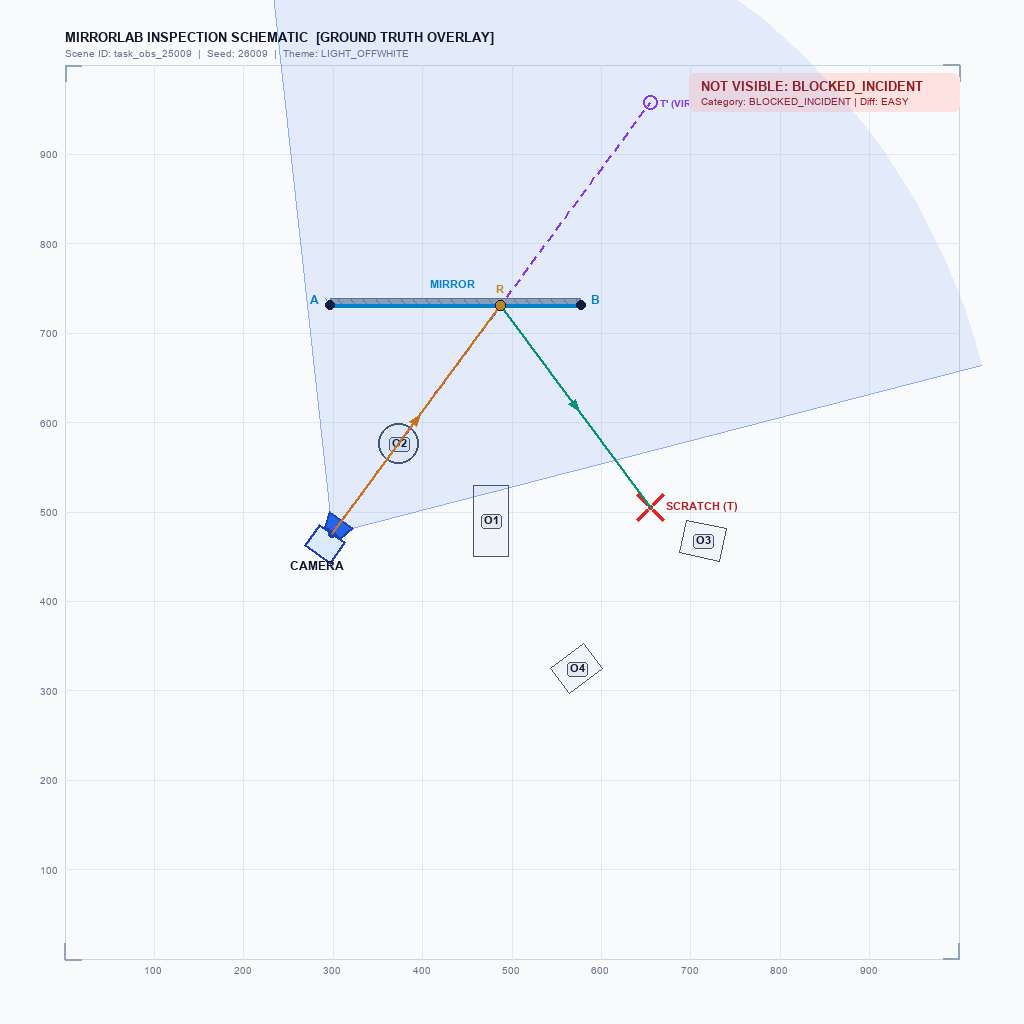 MIRRORLAB INSPECTION SCHEMATIC [GROUND TRUTH OVERLAY]
Scene ID: task_obs_25009 | Seed: 26009 | Theme: LIGHT_OFFWHITE
NOT VISIBLE: BLOCKED_INCIDENT
Category: BLOCKED_INCIDENT | Diff: EASY
T' (VIR
900
800
MIRROR
R
A
B
700
600
O2
500
SCRATCH (T)
O1
O3
CAMERA
400
O4
300
200
100
100 200 300 400 500 600 700 800 900